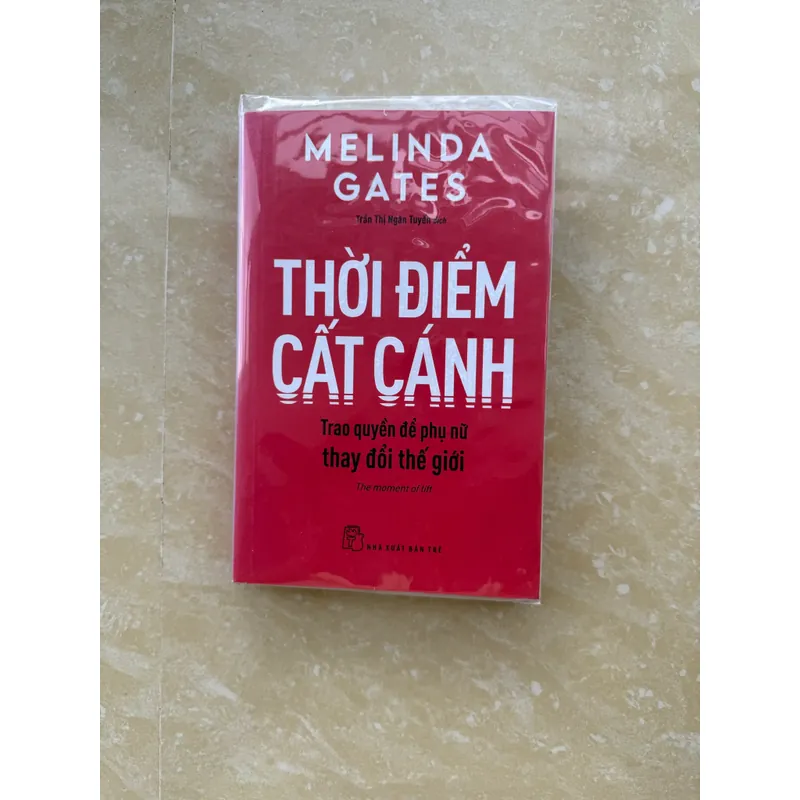 MELINDA
GATES
Trần Thị Ngân Tuyến dịch
THỜI ĐIỂM
CẤT CÁNH
Trao quyền để phụ nữ
thay đổi thế giới
The moment of lift
NHÀ XUẤT BẢN TRẺ